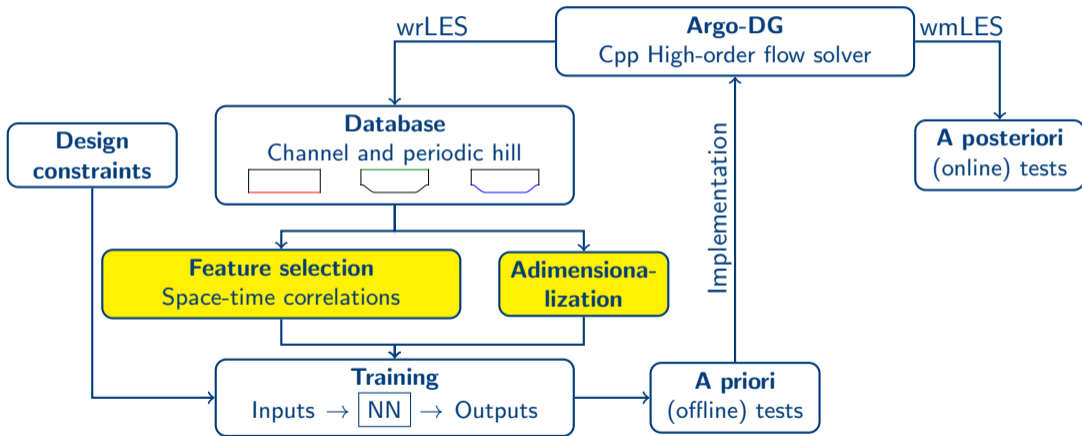 wrLES
Argo-DG
Cpp High-order flow solver
wmLES
Design
constraints
Database
Channel and periodic hill
A posteriori
(online) tests
Implementation
Feature selection
Space-time correlations
Adimensiona-
lization
Training
Inputs → NN → Outputs
A priori
(offline) tests